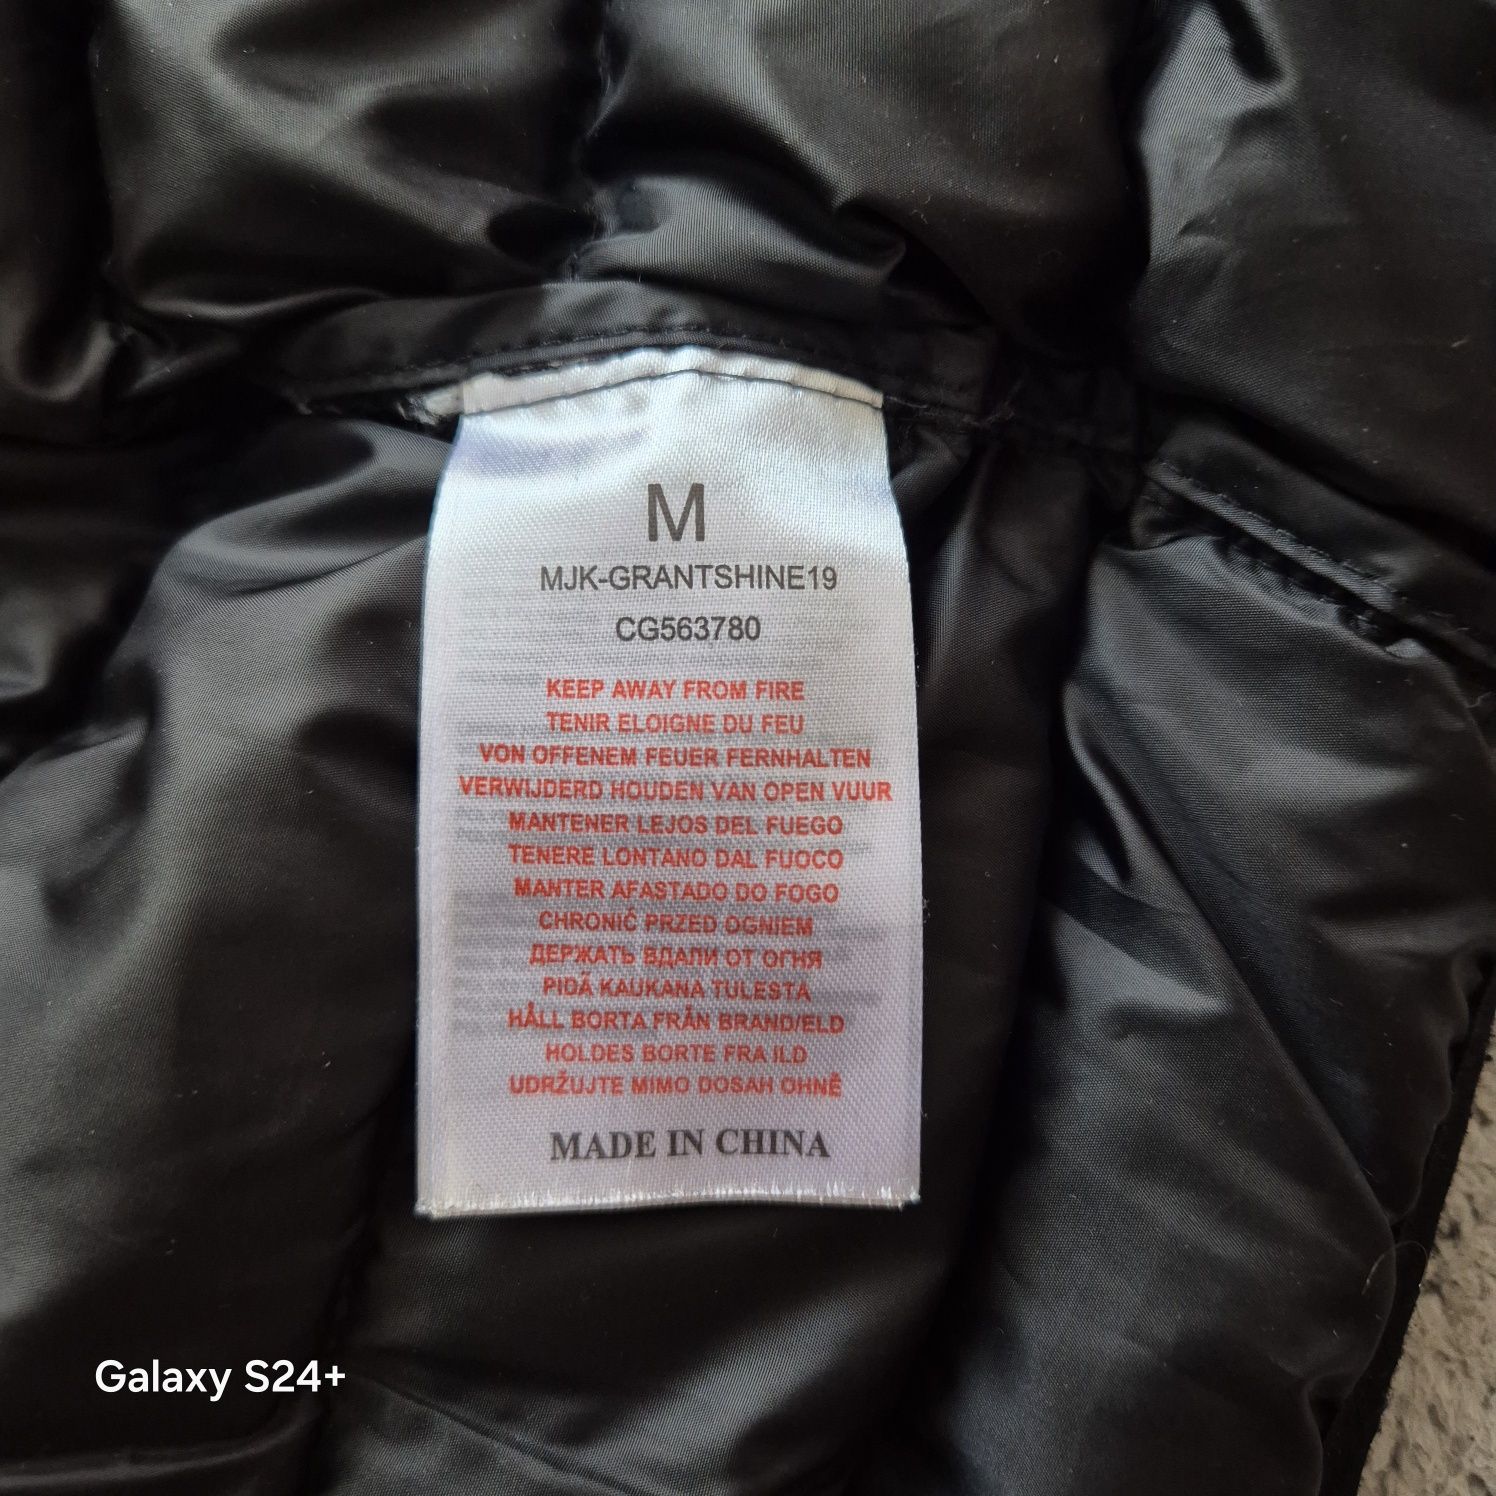 M
MJK-GRANTSHINE19
CG563780
KEEP AWAY FROM FIRE
TENIR ELOIGNE DU FEU
VON OFFENEM FEUER FERNHALTEN
VERWIJDERD HOUDEN VAN OPEN VUUR
MANTENER LEJOS DEL FUEGO
TENERE LONTANO DAL FUOCO
MANTER AFASTADO DO FOGO
CHRONIĆ PRZED OGNIEM
ДЕРЖАТЬ ВДАЛИ ОТ ОГНЯ
PIDÄ KAUKANA TULESTA
HÅLL BORTA FRÅN BRAND/ELD
HOLDES BORTE FRA ILD
UDRŽUJTE MIMO DOSAH OHNĚ
MADE IN CHINA
Galaxy S24+